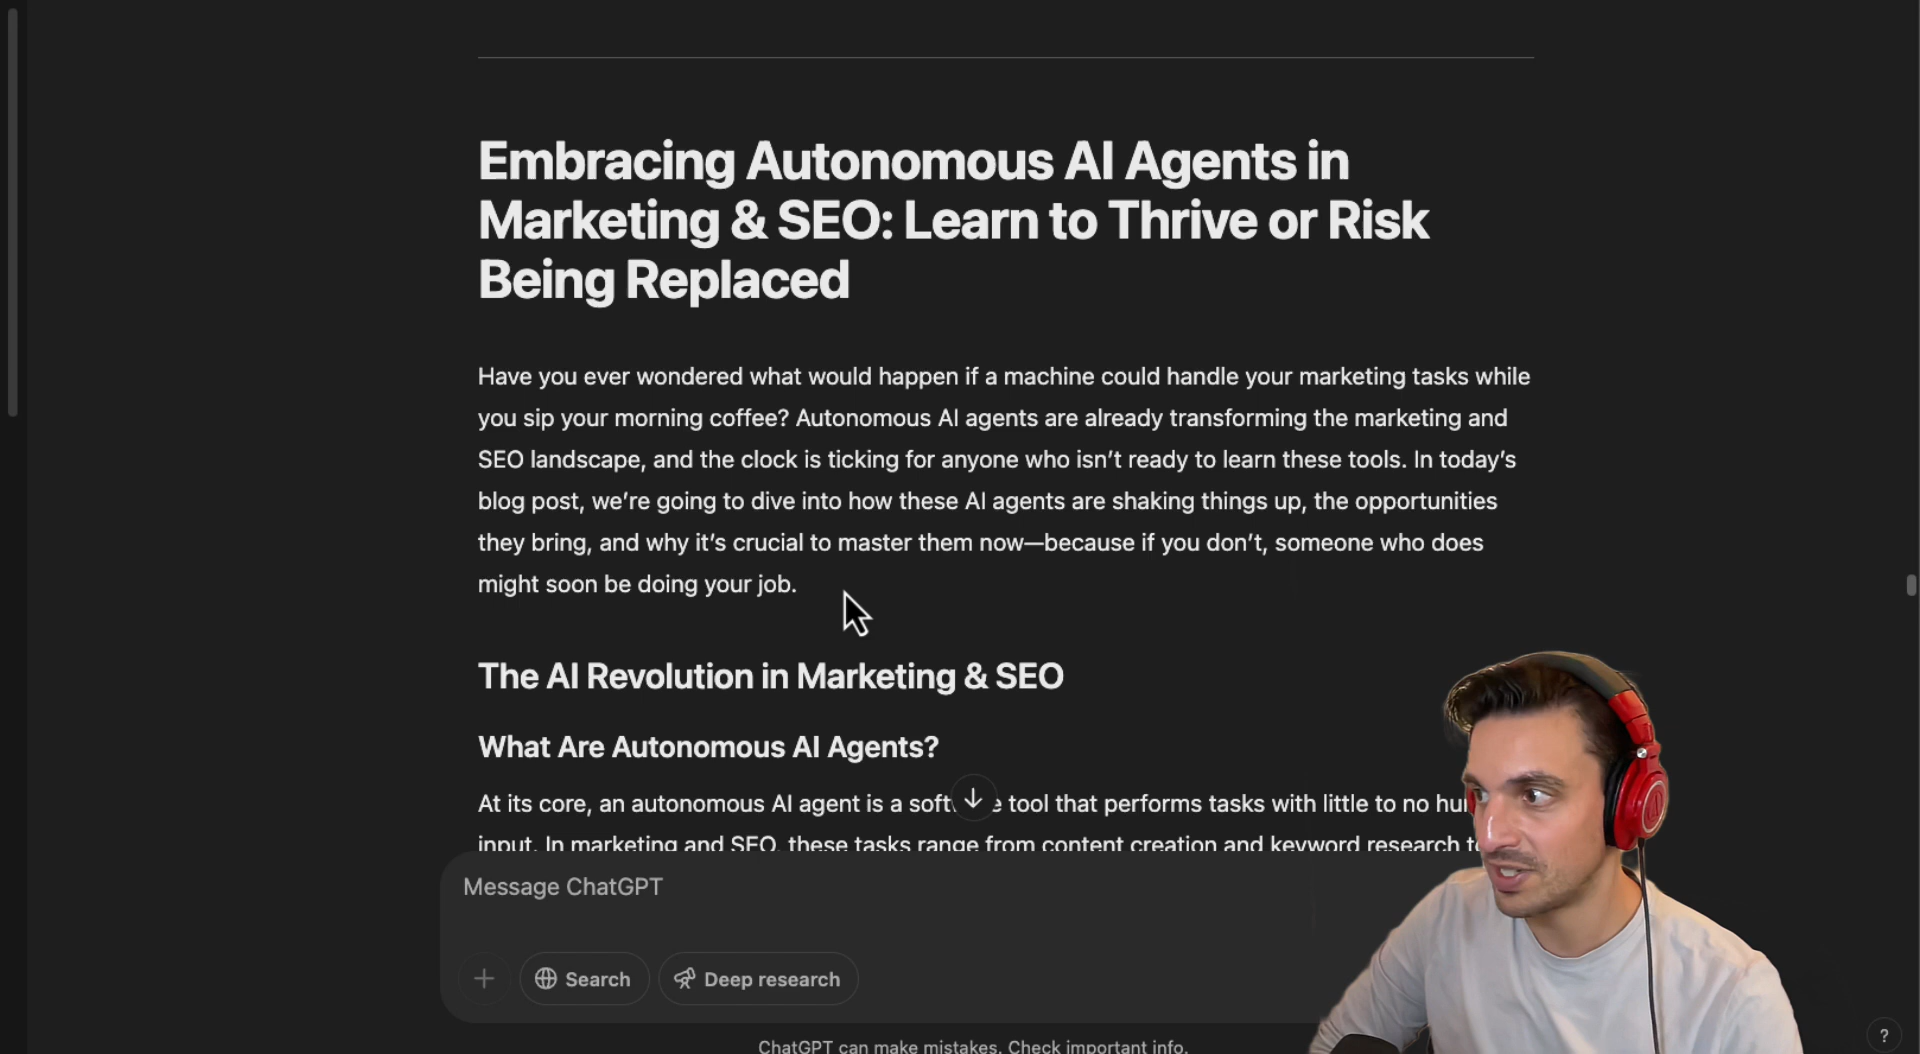 Embracing Autonomous AI Agents in
Marketing & SEO: Learn to Thrive or Risk
Being Replaced
Have you ever wondered what would happen if a machine could handle your marketing tasks while
you sip your morning coffee? Autonomous AI agents are already transforming the marketing and
SEO landscape, and the clock is ticking for anyone who isn’t ready to learn these tools. In today’s
blog post, we’re going to dive into how these AI agents are shaking things up, the opportunities
they bring, and why it’s crucial to master them now—because if you don’t, someone who does
might soon be doing your job.
The AI Revolution in Marketing & SEO
What Are Autonomous AI Agents?
At its core, an autonomous AI agent is a tool that performs tasks with little to no
input. In marketing and SEO, these tasks range from content creation and keyword research
Message ChatGPT
Search
Deep research
ChatGPT can make mistakes. Check important info.
?